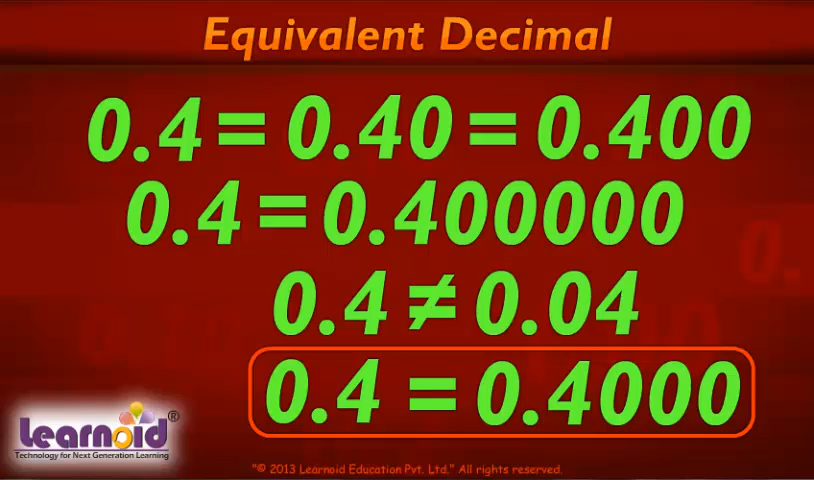 Equivalent Decimal
0.4 = 0.40 = 0.400
0.4 = 0.400000
0.4 ≠ 0.04
0.4 = 0.4000
Learnoid®
Technology for Next Generation Learning
"© 2013 Learnoid Education Pvt. Ltd." All rights reserved.